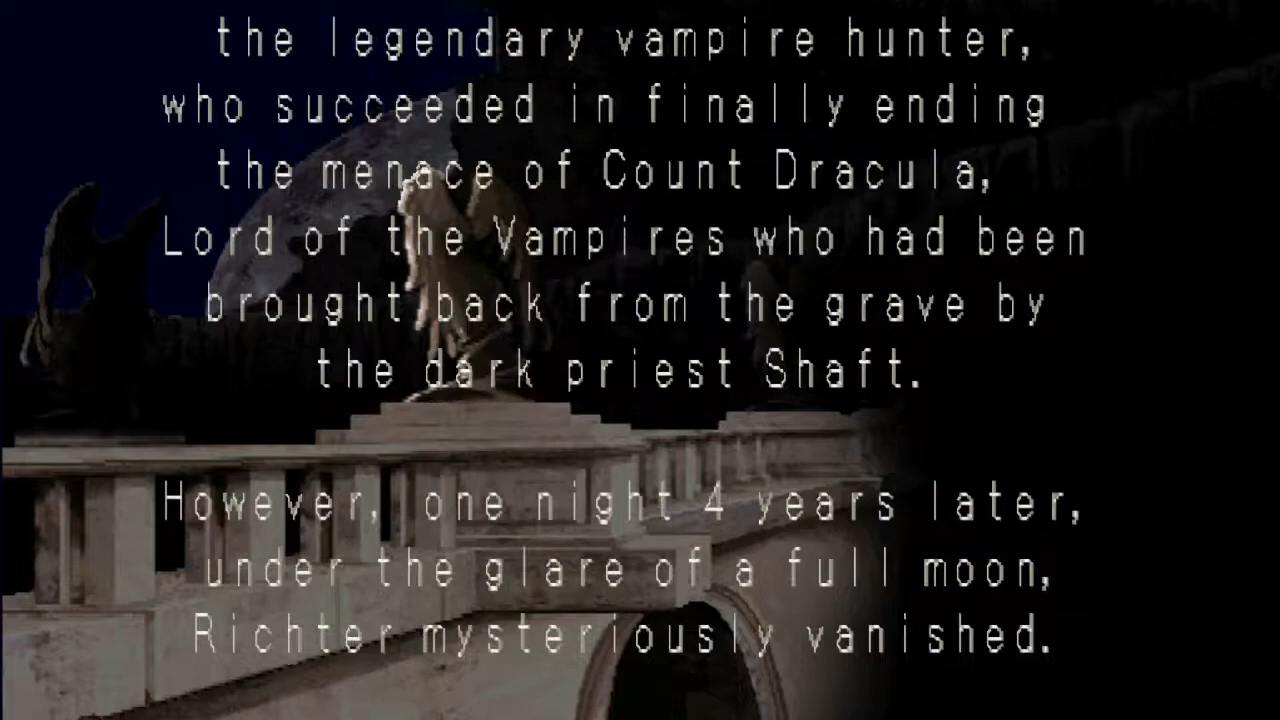 the legendary vampire hunter,
who succeeded in finally ending
the menace of Count Dracula,
Lord of the Vampires who had been
brought back from the grave by
the dark priest Shaft.
However, one night 4 years later,
under the glare of a full moon,
Richter mysteriously vanished.